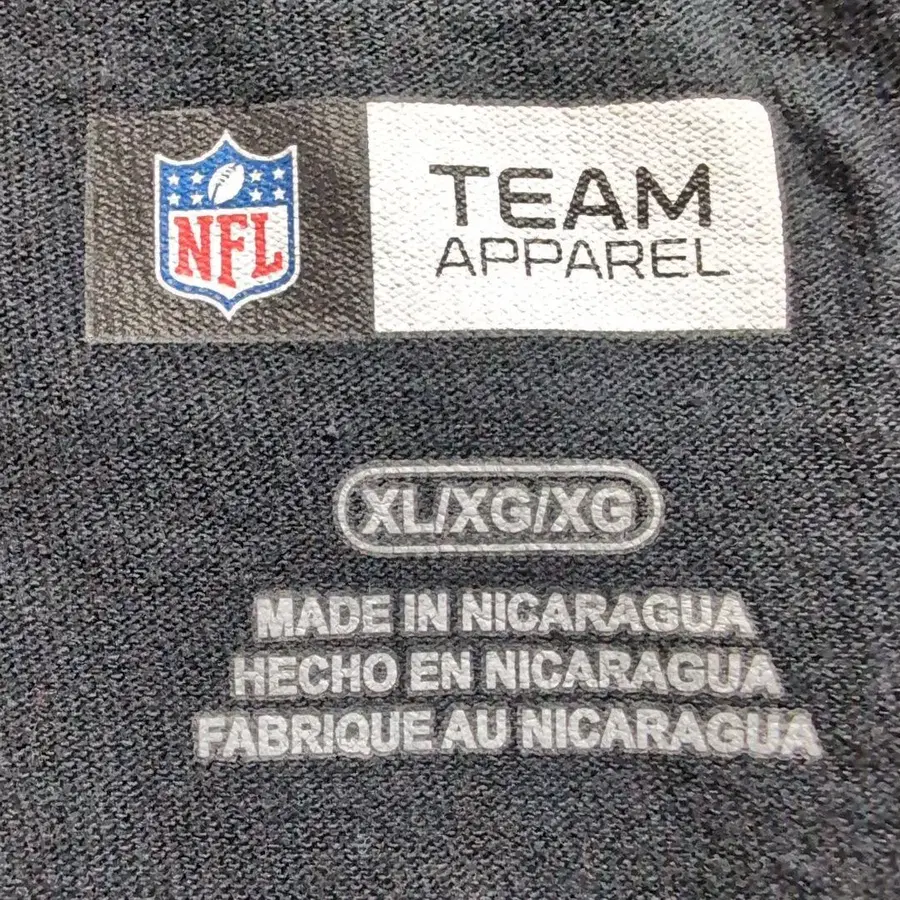 NFL
TEAM
APPAREL
XL/XG/XG
MADE IN NICARAGUA
HECHO EN NICARAGUA
FABRIQUE AU NICARAGUA